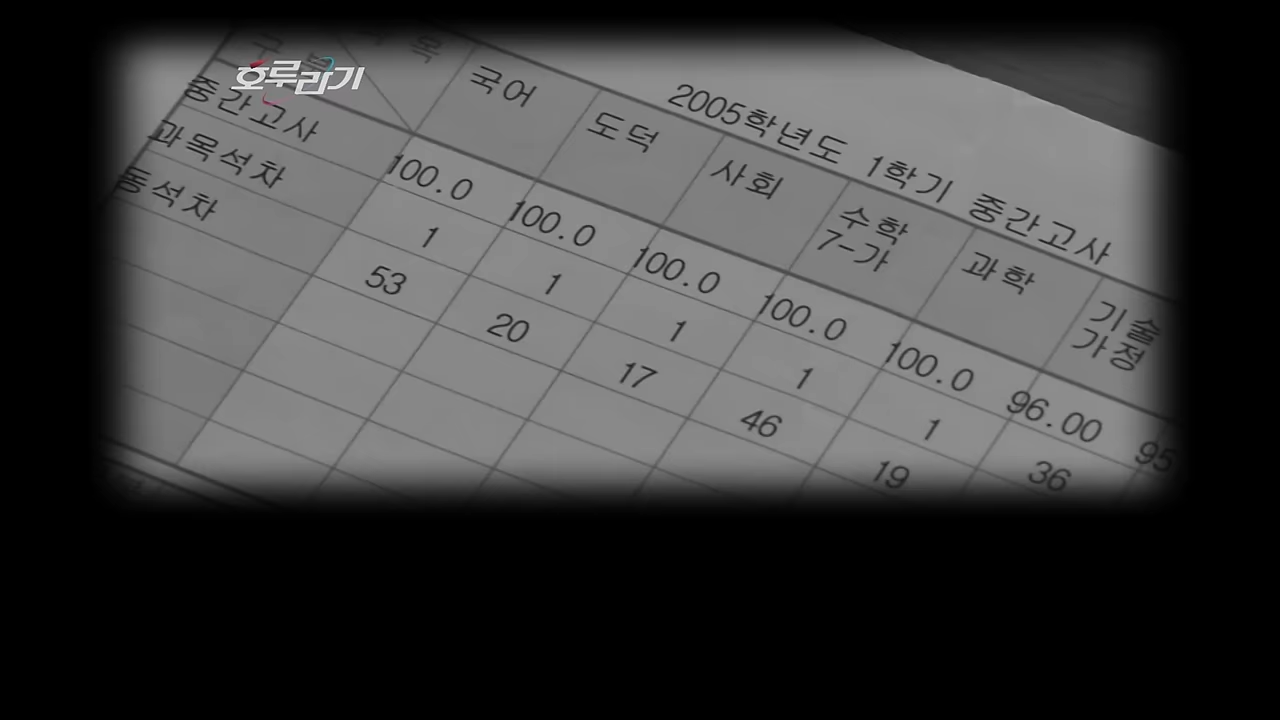 호루라기
2005학년도 1학기 중간고사
국어 도덕 사회 수학 7-가 과학 기술 가정
중간고사 100.0 100.0 100.0 100.0 100.0 96.00 95
과목석차 1 1 1 1 1 36
동석차 53 20 17 46 19